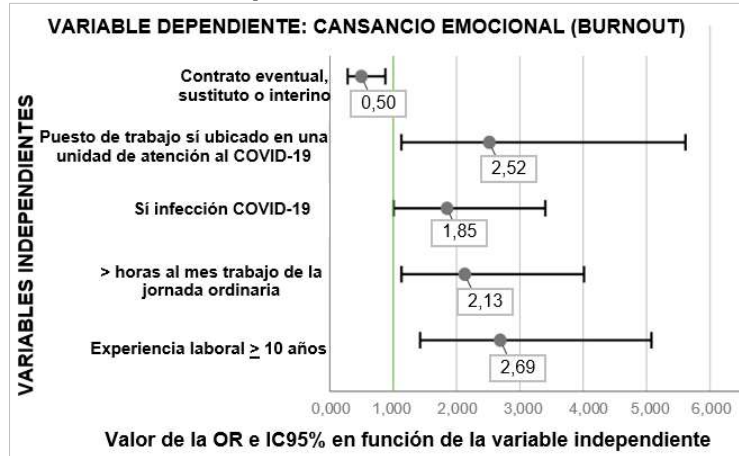 VARIABLE DEPENDIENTE: CANSANCIO EMOCIONAL (BURNOUT)
VARIABLES INDEPENDIENTES
Contrato eventual,
sustituto o interino
0,50
Puesto de trabajo sí ubicado en una
unidad de atención al COVID-19
2,52
Sí infección COVID-19
1,85
> horas al mes trabajo de la
jornada ordinaria
2,13
Experiencia laboral ≥ 10 años
2,69
0,000 1,000 2,000 3,000 4,000 5,000 6,000
Valor de la OR e IC95% en función de la variable independiente